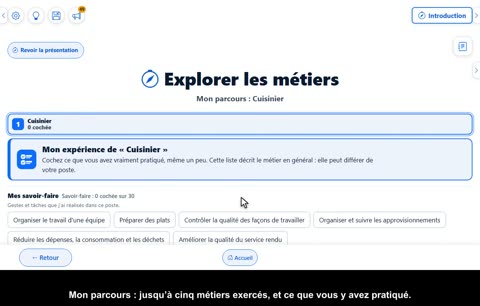 Introduction
Revoir la présentation
Explorer les métiers
Mon parcours : Cuisinier
1
Cuisinier
0 cochée
Mon expérience de « Cuisinier »
Cochez ce que vous avez vraiment pratiqué, même un peu. Cette liste décrit le métier en général : elle peut différer de
votre poste.
Mes savoir-faire Savoir-faire : 0 cochée sur 30
Gestes et tâches que j'ai réalisés dans ce poste.
Organiser le travail d'une équipe Préparer des plats Contrôler la qualité des façons de travailler Organiser et suivre les approvisionnements
Réduire les dépenses, la consommation et les déchets Améliorer la qualité du service rendu
← Retour Accueil
Mon parcours : jusqu'à cinq métiers exercés, et ce que vous y avez pratiqué.